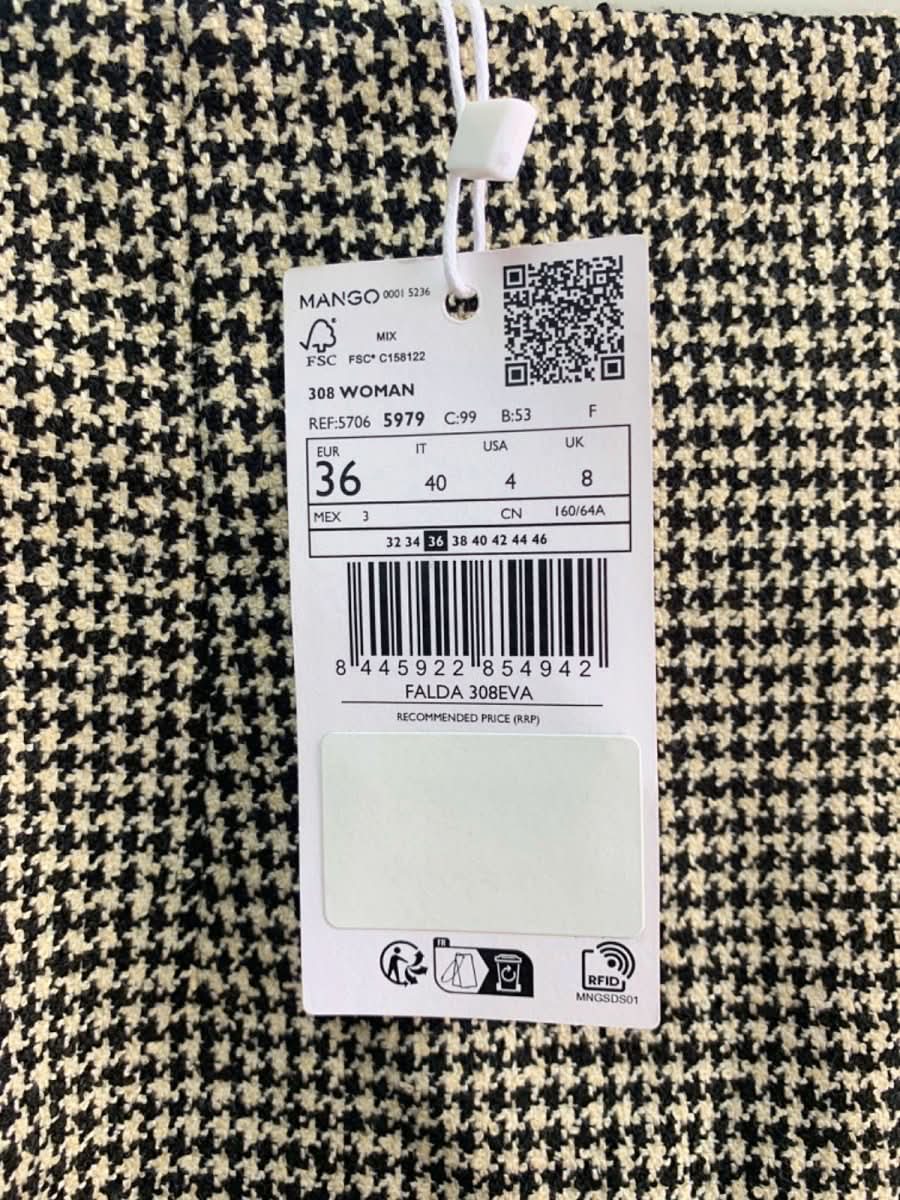 MANGO 0001 5236
MIX
FSC FSC® C158122
308 WOMAN
REF:5706 5979 C:99 B:53 F
EUR IT USA UK
36 40 4 8
MEX 3 CN 160/64A
32 34 36 38 40 42 44 46
8 445922 854942
FALDA 308EVA
RECOMMENDED PRICE (RRP)
FR
RFID
MNGSDS01